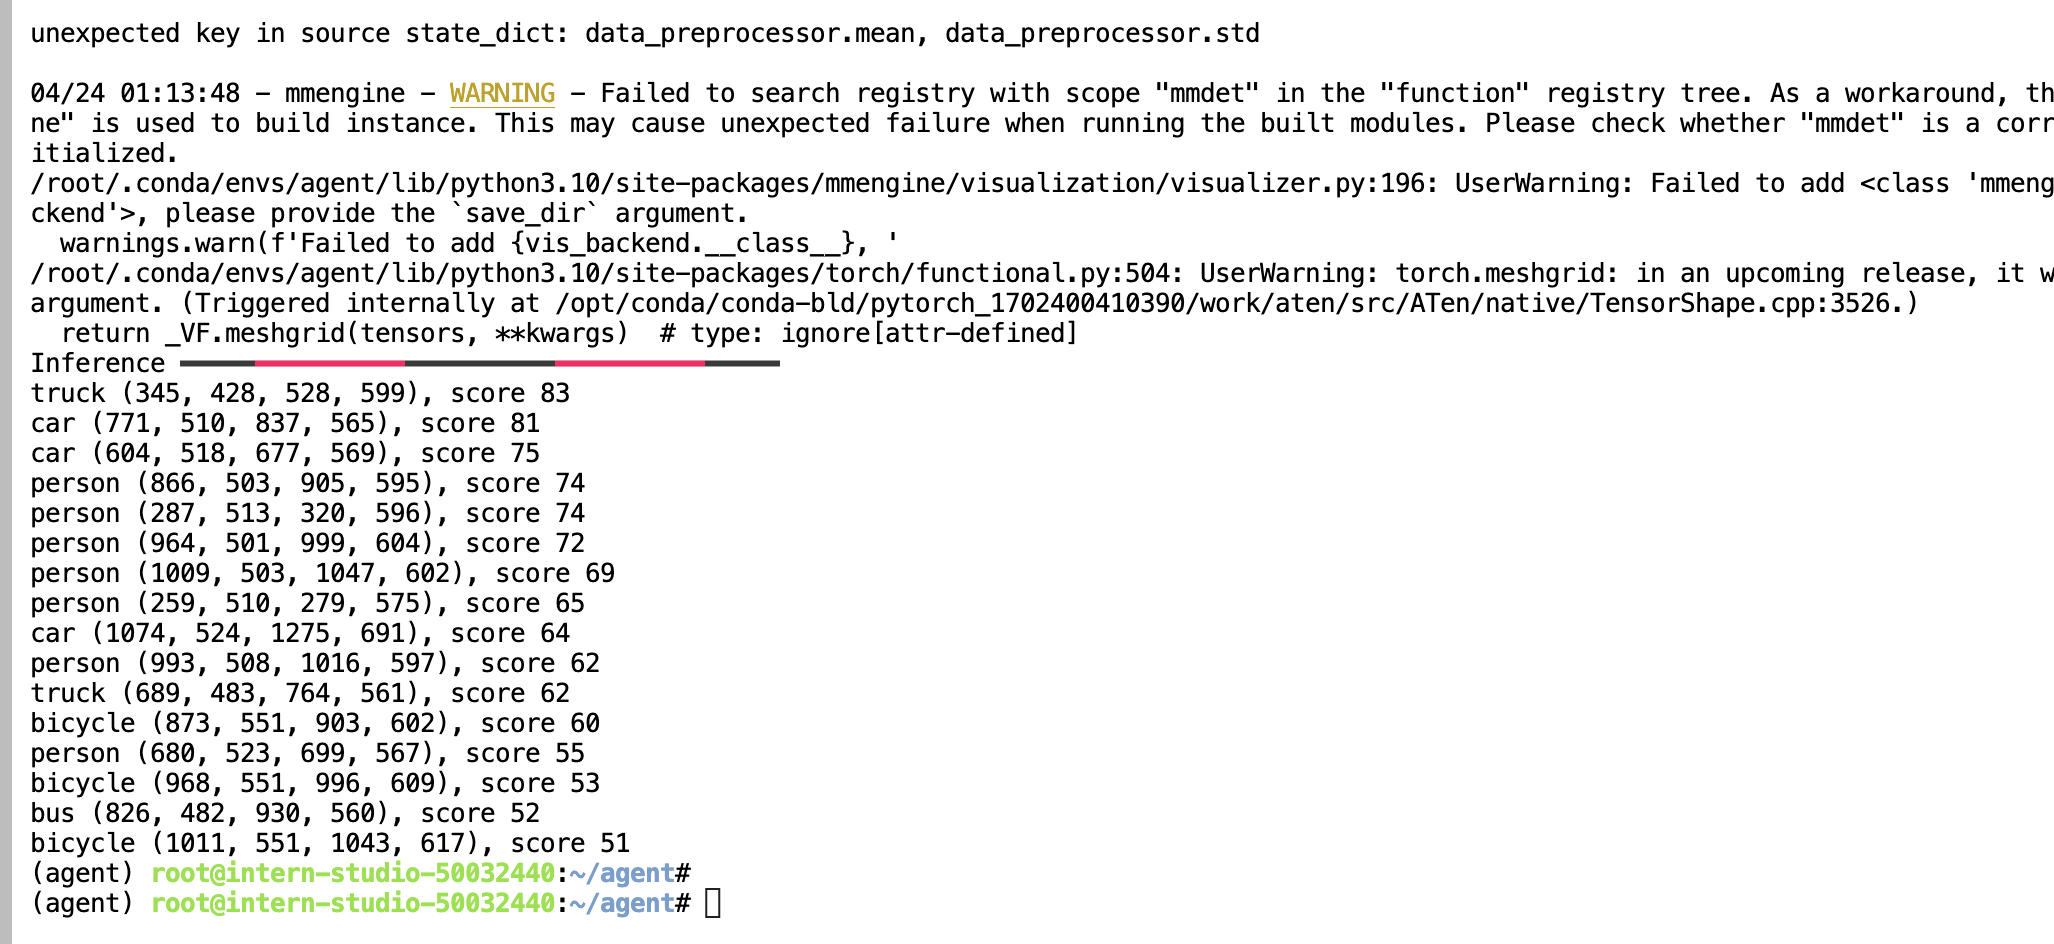 unexpected key in source state_dict: data_preprocessor.mean, data_preprocessor.std
04/24 01:13:48 - mmengine - WARNING - Failed to search registry with scope "mmdet" in the "function" registry tree. As a workaround, th
ne" is used to build instance. This may cause unexpected failure when running the built modules. Please check whether "mmdet" is a corr
itialized.
/root/.conda/envs/agent/lib/python3.10/site-packages/mmengine/visualization/visualizer.py:196: UserWarning: Failed to add <class 'mmeng
ckend'>, please provide the `save_dir` argument.
  warnings.warn(f'Failed to add {vis_backend.__class__}, '
/root/.conda/envs/agent/lib/python3.10/site-packages/torch/functional.py:504: UserWarning: torch.meshgrid: in an upcoming release, it w
argument. (Triggered internally at /opt/conda/conda-bld/pytorch_1702400410390/work/aten/src/ATen/native/TensorShape.cpp:3526.)
  return _VF.meshgrid(tensors, **kwargs)  # type: ignore[attr-defined]
Inference
truck (345, 428, 528, 599), score 83
car (771, 510, 837, 565), score 81
car (604, 518, 677, 569), score 75
person (866, 503, 905, 595), score 74
person (287, 513, 320, 596), score 74
person (964, 501, 999, 604), score 72
person (1009, 503, 1047, 602), score 69
person (259, 510, 279, 575), score 65
car (1074, 524, 1275, 691), score 64
person (993, 508, 1016, 597), score 62
truck (689, 483, 764, 561), score 62
bicycle (873, 551, 903, 602), score 60
person (680, 523, 699, 567), score 55
bicycle (968, 551, 996, 609), score 53
bus (826, 482, 930, 560), score 52
bicycle (1011, 551, 1043, 617), score 51
(agent) root@intern-studio-50032440:~/agent#
(agent) root@intern-studio-50032440:~/agent#